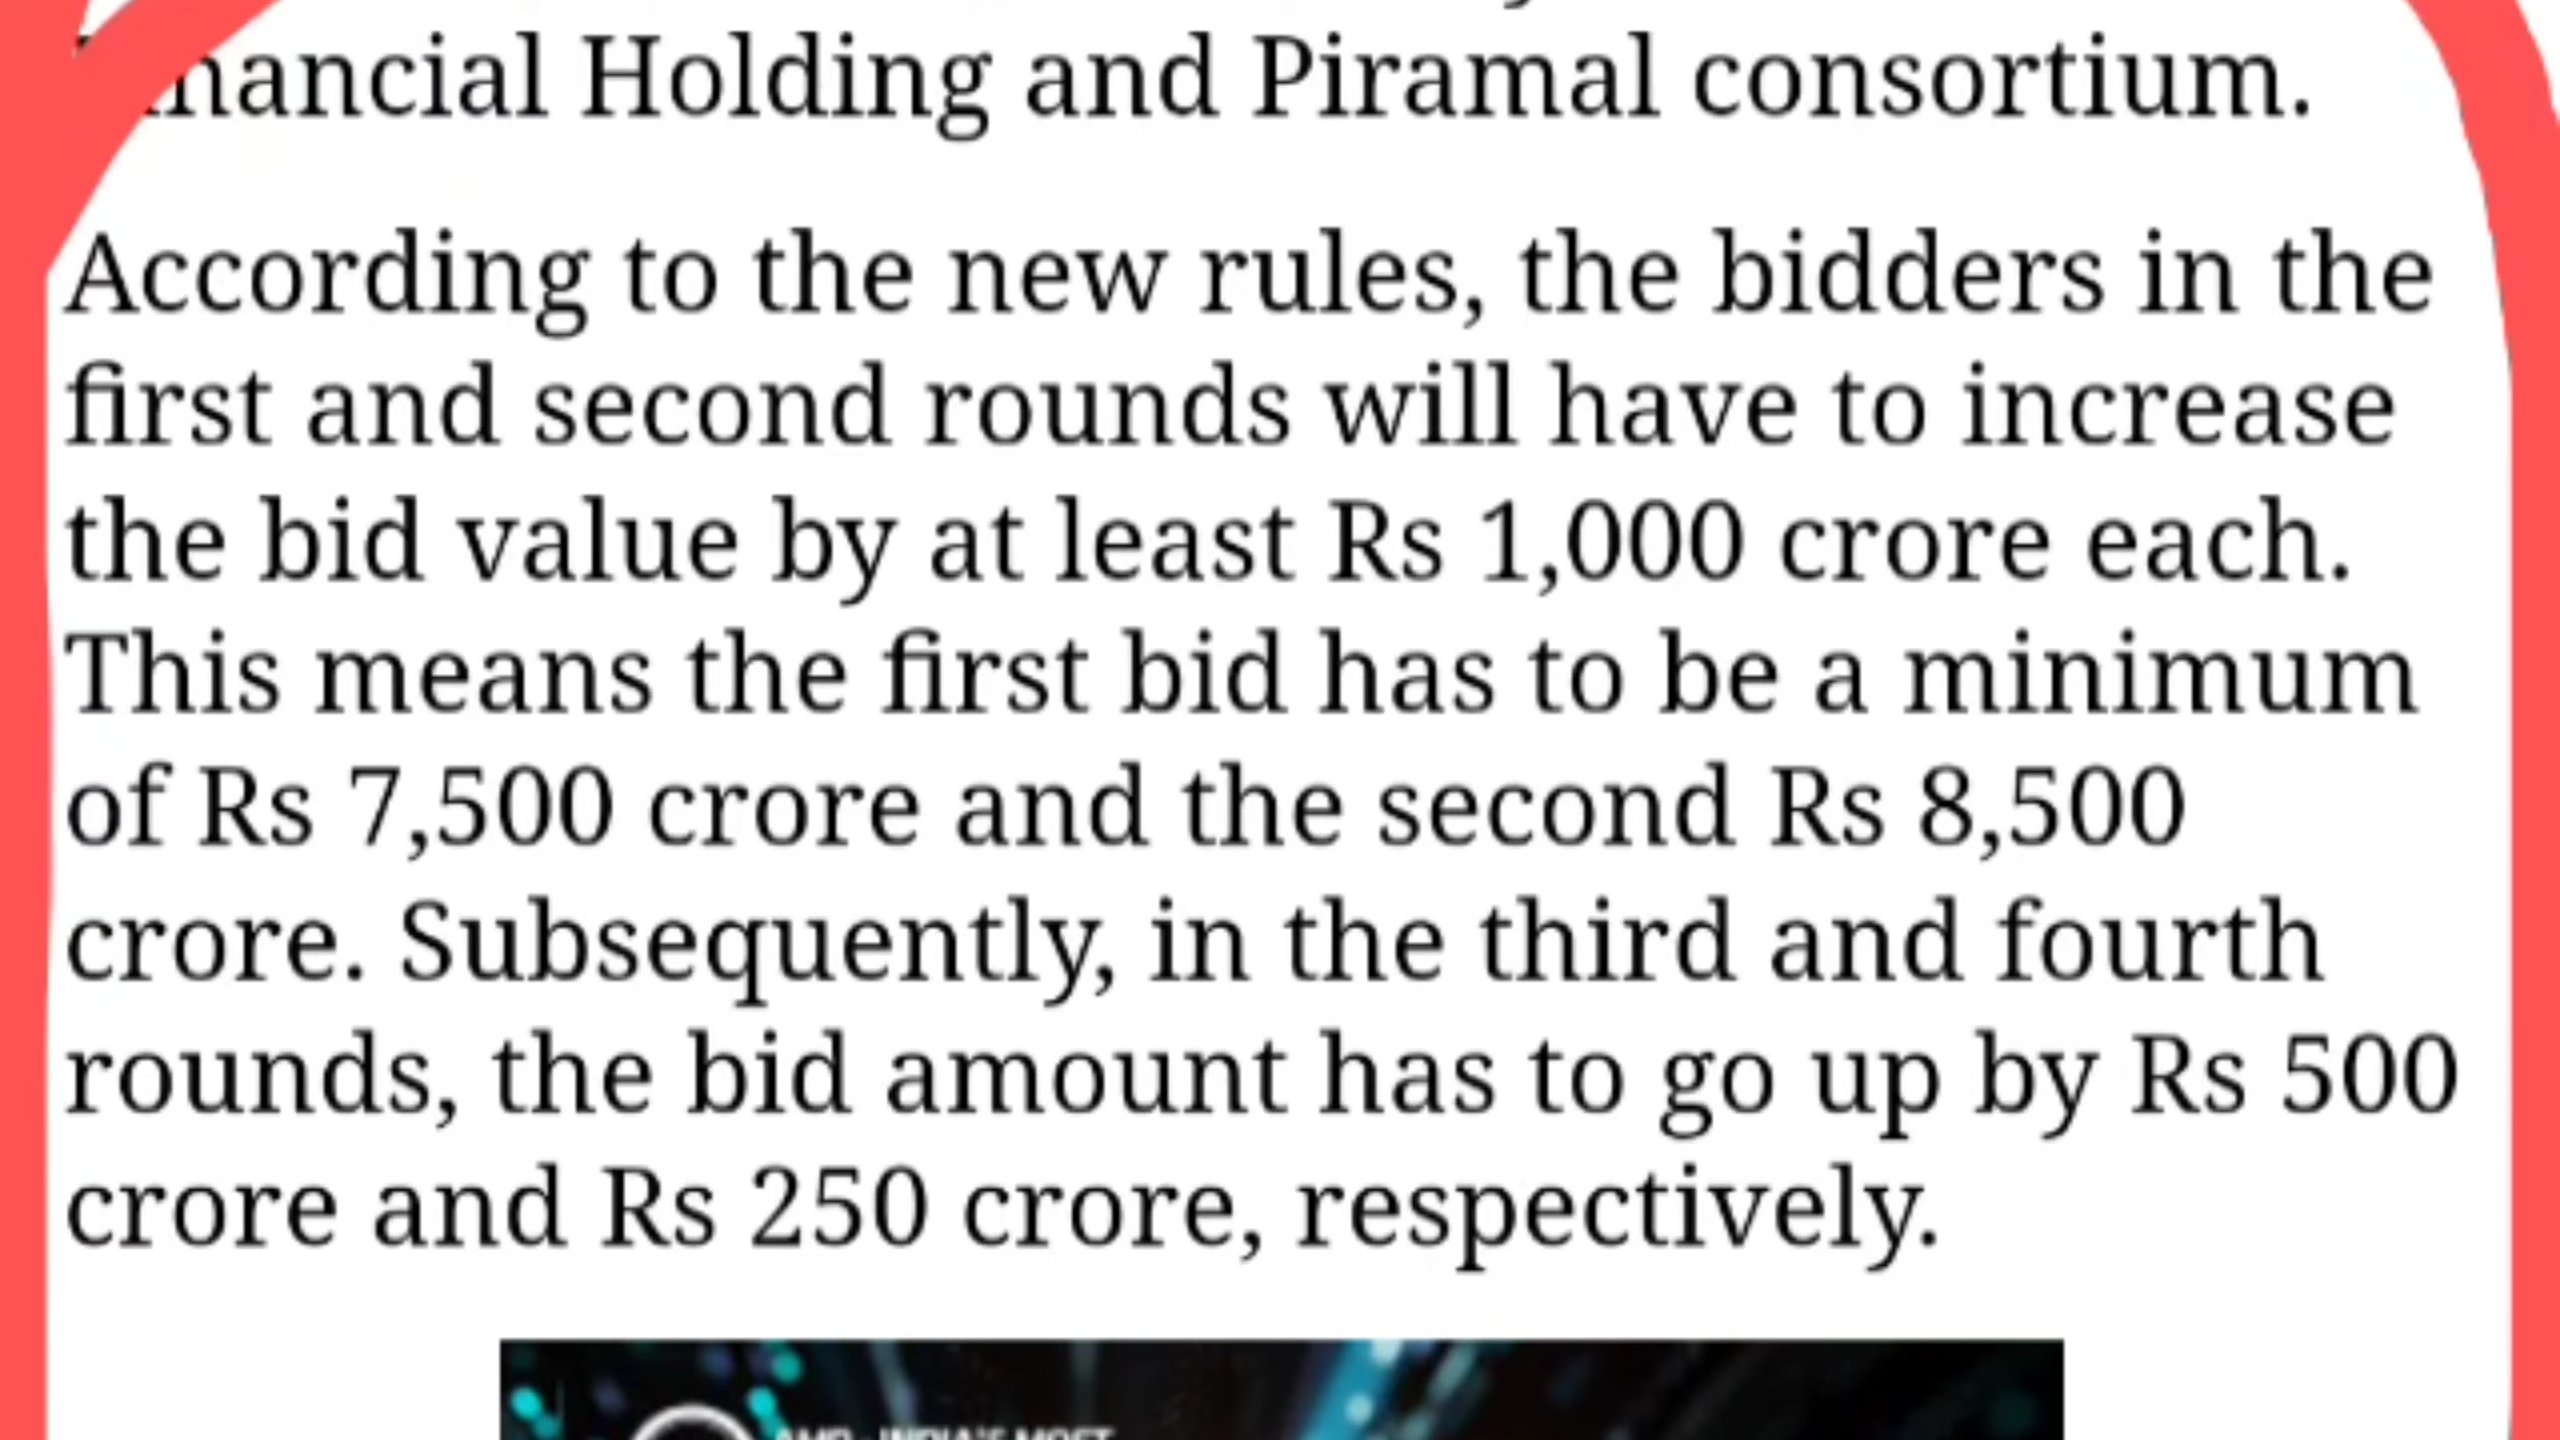 Financial Holding and Piramal consortium.
According to the new rules, the bidders in the
first and second rounds will have to increase
the bid value by at least Rs 1,000 crore each.
This means the first bid has to be a minimum
of Rs 7,500 crore and the second Rs 8,500
crore. Subsequently, in the third and fourth
rounds, the bid amount has to go up by Rs 500
crore and Rs 250 crore, respectively.
AMD - INDIA'S MOST